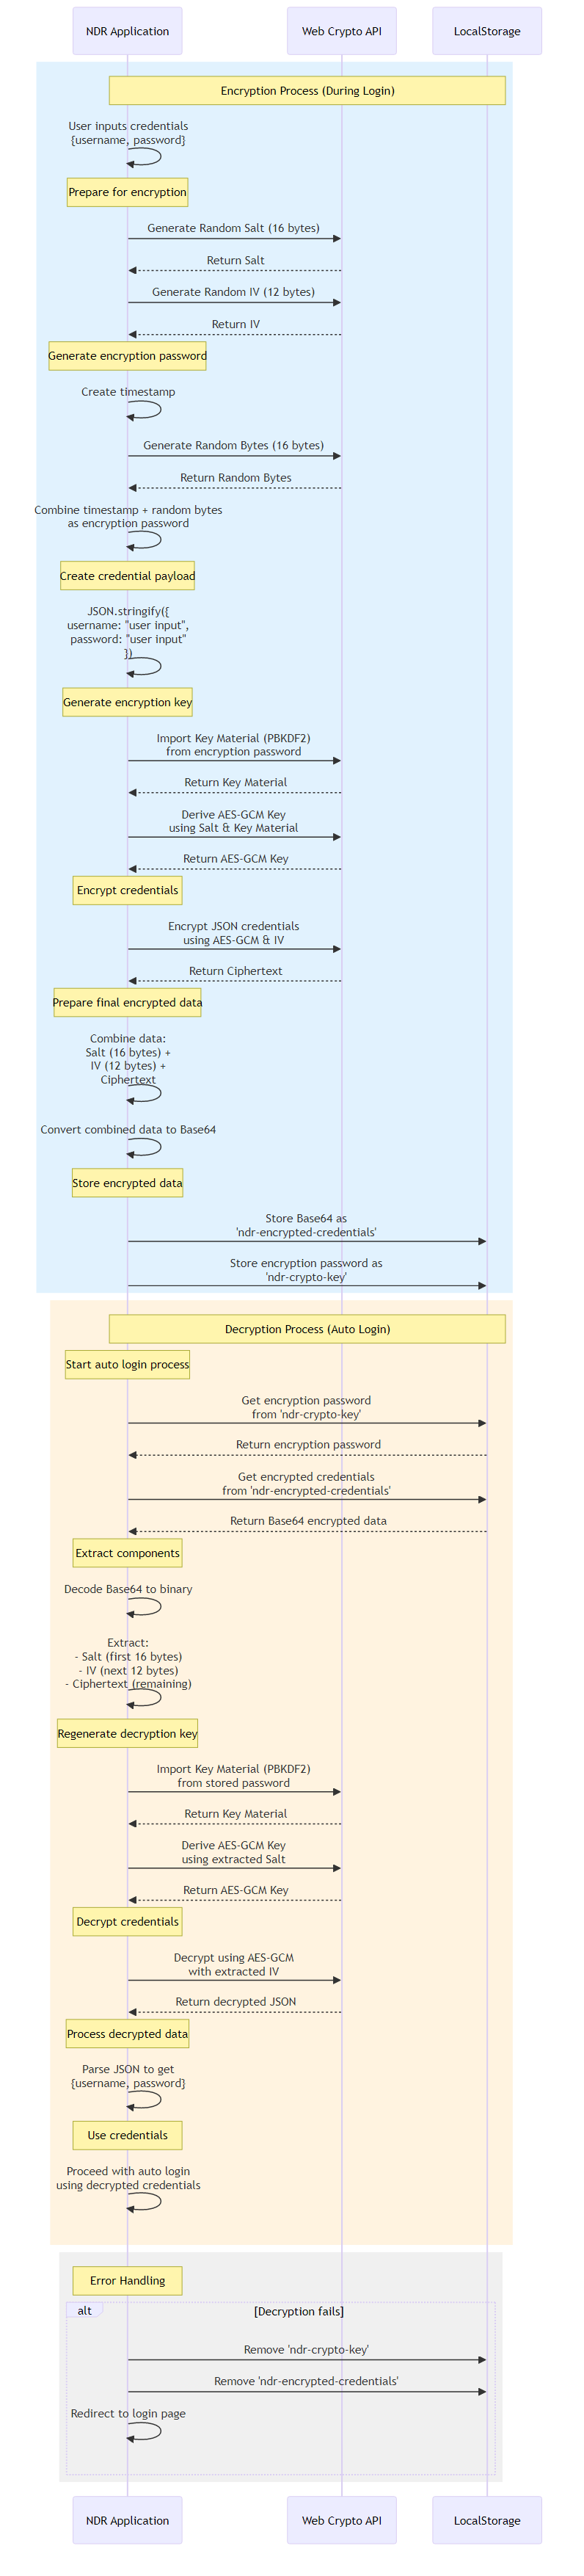 NDR Application
Web Crypto API
LocalStorage
Encryption Process (During Login)
User inputs credentials
{username, password}
Prepare for encryption
Generate Random Salt (16 bytes)
Return Salt
Generate Random IV (12 bytes)
Return IV
Generate encryption password
Create timestamp
Generate Random Bytes (16 bytes)
Return Random Bytes
Combine timestamp + random bytes
as encryption password
Create credential payload
JSON.stringify({
username: "user input",
password: "user input"
})
Generate encryption key
Import Key Material (PBKDF2)
from encryption password
Return Key Material
Derive AES-GCM Key
using Salt & Key Material
Return AES-GCM Key
Encrypt credentials
Encrypt JSON credentials
using AES-GCM & IV
Return Ciphertext
Prepare final encrypted data
Combine data:
Salt (16 bytes) +
IV (12 bytes) +
Ciphertext
Convert combined data to Base64
Store encrypted data
Store Base64 as
'ndr-encrypted-credentials'
Store encryption password as
'ndr-crypto-key'
Decryption Process (Auto Login)
Start auto login process
Get encryption password
from 'ndr-crypto-key'
Return encryption password
Get encrypted credentials
from 'ndr-encrypted-credentials'
Return Base64 encrypted data
Extract components
Decode Base64 to binary
Extract:
- Salt (first 16 bytes)
- IV (next 12 bytes)
- Ciphertext (remaining)
Regenerate decryption key
Import Key Material (PBKDF2)
from stored password
Return Key Material
Derive AES-GCM Key
using extracted Salt
Return AES-GCM Key
Decrypt credentials
Decrypt using AES-GCM
with extracted IV
Return decrypted JSON
Process decrypted data
Parse JSON to get
{username, password}
Use credentials
Proceed with auto login
using decrypted credentials
Error Handling
alt
[Decryption fails]
Remove 'ndr-crypto-key'
Remove 'ndr-encrypted-credentials'
Redirect to login page
NDR Application
Web Crypto API
LocalStorage